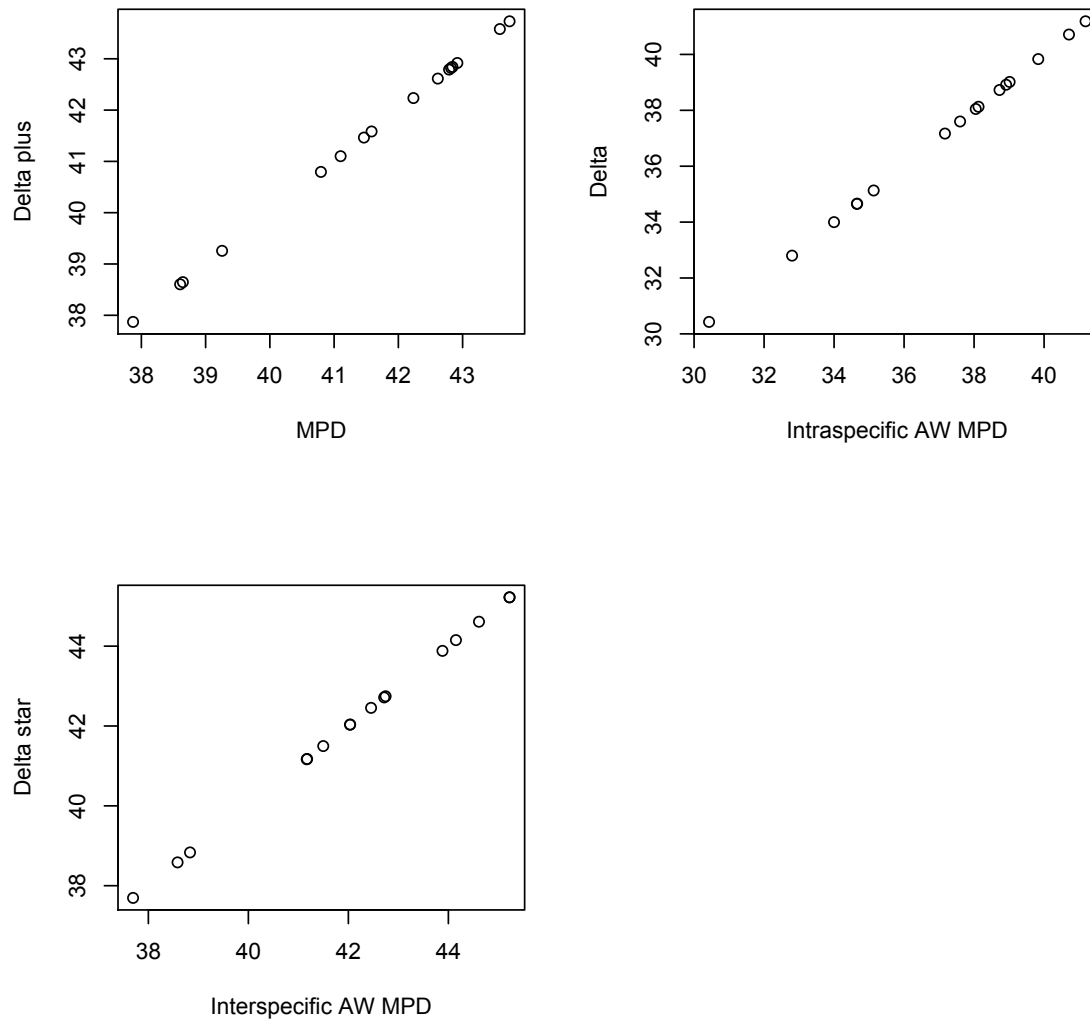 43
42
41
40
39
38
Delta plus
38 39 40 41 42 43
MPD
40
38
36
34
32
30
Delta
30 32 34 36 38 40
Intraspecific AW MPD
44
42
40
38
Delta star
38 40 42 44
Interspecific AW MPD